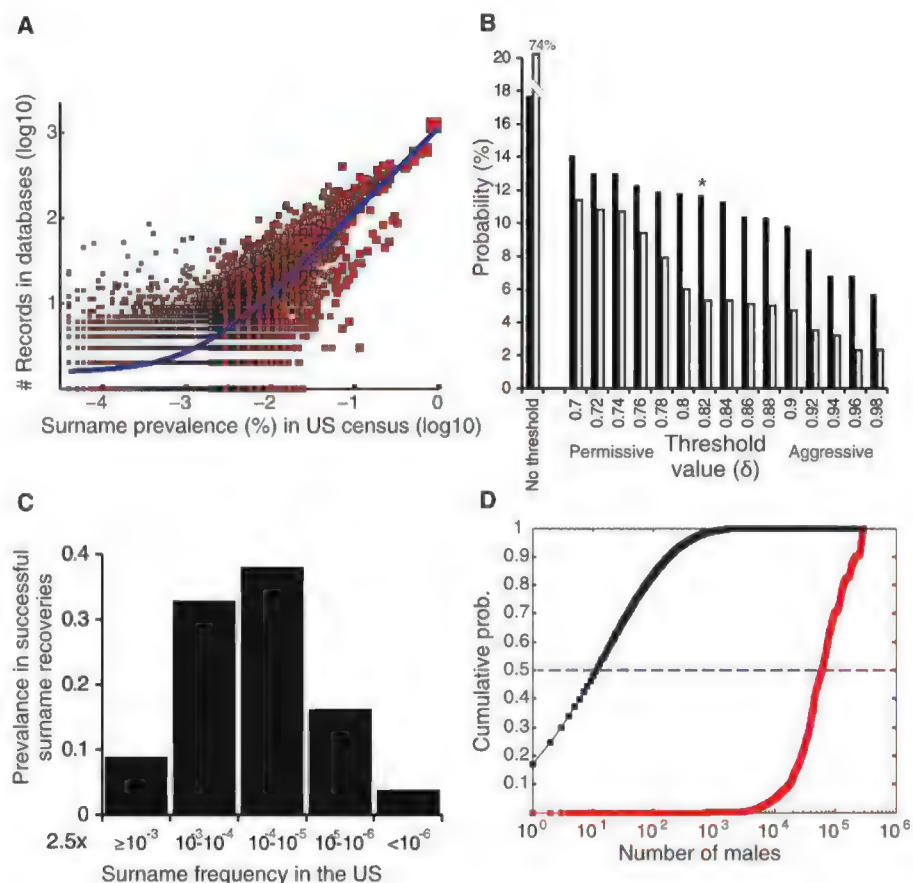 A
# Records in databases (log10)
3
2
1
-4 -3 -2 -1 0
Surname prevalence (%) in US census (log10)
B
74%
Probability (%)
20
18
16
14
12
10
8
6
4
2
0
*
No threshold
0.7
0.72
0.74
0.76
0.78
0.8
0.82
0.84
0.86
0.88
0.9
0.92
0.94
0.96
0.98
Permissive Threshold Aggressive
value (δ)
C
Prevalance in successful
surname recoveries
0.4
0.3
0.2
0.1
0
2.5x ≥10⁻³ 10⁻³-10⁻⁴ 10⁻⁴-10⁻⁵ 10⁻⁵-10⁻⁶ <10⁻⁶
Surname frequency in the US
D
Cumulative prob.
1
0.9
0.8
0.7
0.6
0.5
0.4
0.3
0.2
0.1
10⁰ 10¹ 10² 10³ 10⁴ 10⁵ 10⁶
Number of males